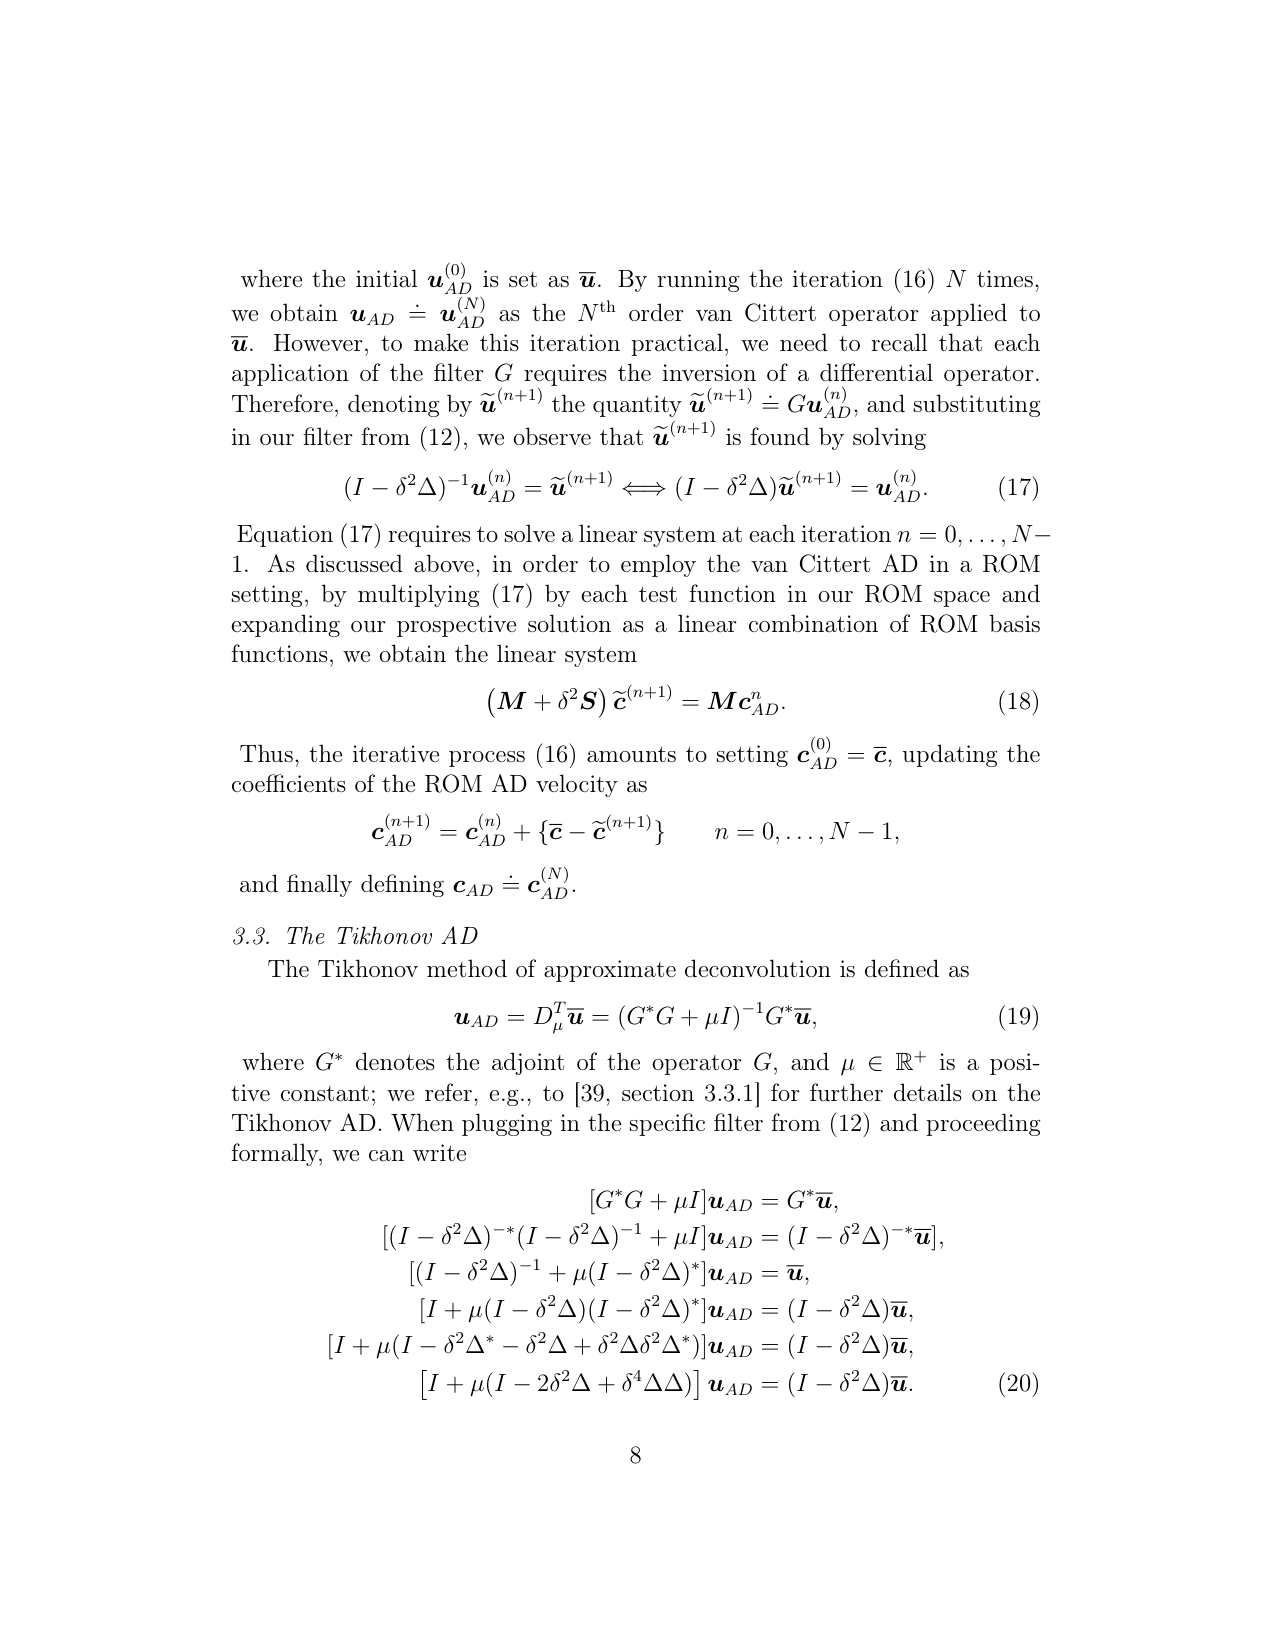 where the initial $\boldsymbol{u}_{AD}^{(0)}$ is set as $\overline{\boldsymbol{u}}$. By running the iteration (16) $N$ times,
we obtain $\boldsymbol{u}_{AD} \doteq \boldsymbol{u}_{AD}^{(N)}$ as the $N^{\text{th}}$ order van Cittert operator applied to
$\overline{\boldsymbol{u}}$. However, to make this iteration practical, we need to recall that each
application of the filter $G$ requires the inversion of a differential operator.
Therefore, denoting by $\widetilde{\boldsymbol{u}}^{(n+1)}$ the quantity $\widetilde{\boldsymbol{u}}^{(n+1)} \doteq G\boldsymbol{u}_{AD}^{(n)}$, and substituting
in our filter from (12), we observe that $\widetilde{\boldsymbol{u}}^{(n+1)}$ is found by solving
$(I - \delta^2\Delta)^{-1}\boldsymbol{u}_{AD}^{(n)} = \widetilde{\boldsymbol{u}}^{(n+1)} \Longleftrightarrow (I - \delta^2\Delta)\widetilde{\boldsymbol{u}}^{(n+1)} = \boldsymbol{u}_{AD}^{(n)}.$ (17)
Equation (17) requires to solve a linear system at each iteration $n = 0, \ldots, N-$
1. As discussed above, in order to employ the van Cittert AD in a ROM
setting, by multiplying (17) by each test function in our ROM space and
expanding our prospective solution as a linear combination of ROM basis
functions, we obtain the linear system
$\left(\boldsymbol{M} + \delta^2\boldsymbol{S}\right)\widetilde{\boldsymbol{c}}^{(n+1)} = \boldsymbol{M}\boldsymbol{c}_{AD}^{n}.$ (18)
Thus, the iterative process (16) amounts to setting $\boldsymbol{c}_{AD}^{(0)} = \overline{\boldsymbol{c}}$, updating the
coefficients of the ROM AD velocity as
$\boldsymbol{c}_{AD}^{(n+1)} = \boldsymbol{c}_{AD}^{(n)} + \{\overline{\boldsymbol{c}} - \widetilde{\boldsymbol{c}}^{(n+1)}\} \qquad n = 0, \ldots, N-1,$
and finally defining $\boldsymbol{c}_{AD} \doteq \boldsymbol{c}_{AD}^{(N)}$.
3.3. The Tikhonov AD
The Tikhonov method of approximate deconvolution is defined as
$\boldsymbol{u}_{AD} = D_{\mu}^{T}\overline{\boldsymbol{u}} = (G^*G + \mu I)^{-1}G^*\overline{\boldsymbol{u}},$ (19)
where $G^*$ denotes the adjoint of the operator $G$, and $\mu \in \mathbb{R}^+$ is a posi-
tive constant; we refer, e.g., to [39, section 3.3.1] for further details on the
Tikhonov AD. When plugging in the specific filter from (12) and proceeding
formally, we can write
$[G^*G + \mu I]\boldsymbol{u}_{AD} = G^*\overline{\boldsymbol{u}},$
$[(I - \delta^2\Delta)^{-*}(I - \delta^2\Delta)^{-1} + \mu I]\boldsymbol{u}_{AD} = (I - \delta^2\Delta)^{-*}\overline{\boldsymbol{u}}],$
$[(I - \delta^2\Delta)^{-1} + \mu(I - \delta^2\Delta)^*]\boldsymbol{u}_{AD} = \overline{\boldsymbol{u}},$
$[I + \mu(I - \delta^2\Delta)(I - \delta^2\Delta)^*]\boldsymbol{u}_{AD} = (I - \delta^2\Delta)\overline{\boldsymbol{u}},$
$[I + \mu(I - \delta^2\Delta^* - \delta^2\Delta + \delta^2\Delta\delta^2\Delta^*)]\boldsymbol{u}_{AD} = (I - \delta^2\Delta)\overline{\boldsymbol{u}},$
$\left[I + \mu(I - 2\delta^2\Delta + \delta^4\Delta\Delta)\right]\boldsymbol{u}_{AD} = (I - \delta^2\Delta)\overline{\boldsymbol{u}}.$ (20)
8